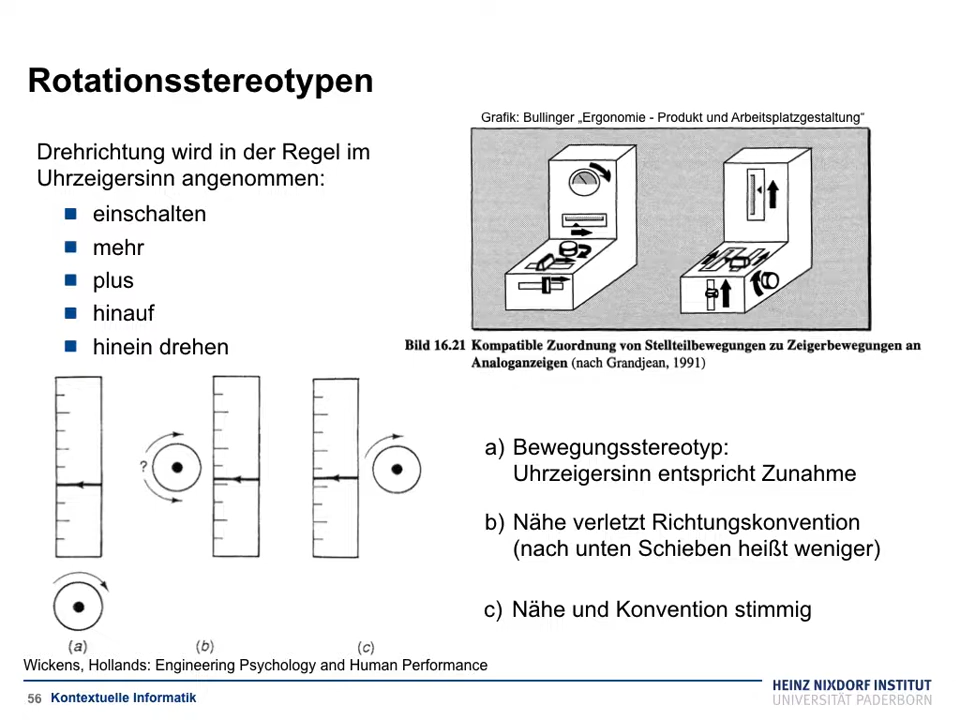 Rotationsstereotypen
Grafik: Bullinger „Ergonomie - Produkt und Arbeitsplatzgestaltung“
Drehrichtung wird in der Regel im
Uhrzeigersinn angenommen:
einschalten
mehr
plus
hinauf
hinein drehen
Bild 16.21 Kompatible Zuordnung von Stellteilbewegungen zu Zeigerbewegungen an
Analoganzeigen (nach Grandjean, 1991)
?
a) Bewegungsstereotyp:
Uhrzeigersinn entspricht Zunahme
b) Nähe verletzt Richtungskonvention
(nach unten Schieben heißt weniger)
c) Nähe und Konvention stimmig
(a) (b) (c)
Wickens, Hollands: Engineering Psychology and Human Performance
56 Kontextuelle Informatik
HEINZ NIXDORF INSTITUT
UNIVERSITÄT PADERBORN